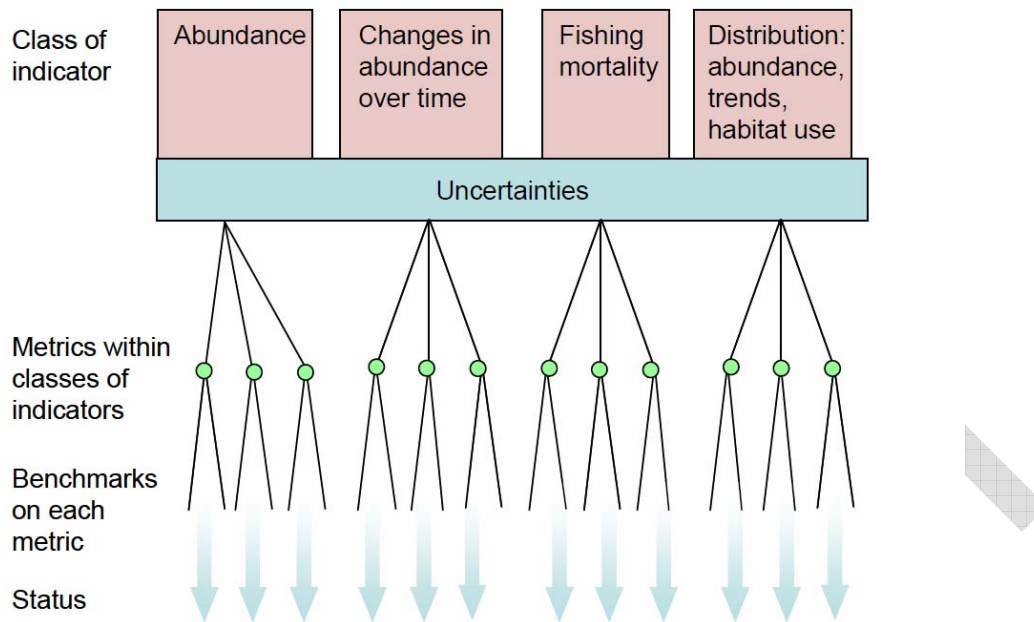 Class of
indicator
Abundance
Changes in
abundance
over time
Fishing
mortality
Distribution:
abundance,
trends,
habitat use
Uncertainties
Metrics within
classes of
indicators
Benchmarks
on each
metric
Status